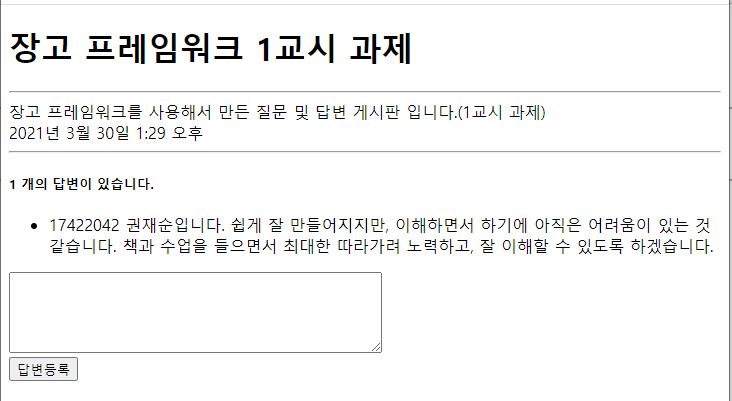 장고 프레임워크 1교시 과제
장고 프레임워크를 사용해서 만든 질문 및 답변 게시판 입니다.(1교시 과제)
2021년 3월 30일 1:29 오후
1 개의 답변이 있습니다.
17422042 권재순입니다. 쉽게 잘 만들어지지만, 이해하면서 하기에 아직은 어려움이 있는 것
같습니다. 책과 수업을 들으면서 최대한 따라가려 노력하고, 잘 이해할 수 있도록 하겠습니다.
답변등록